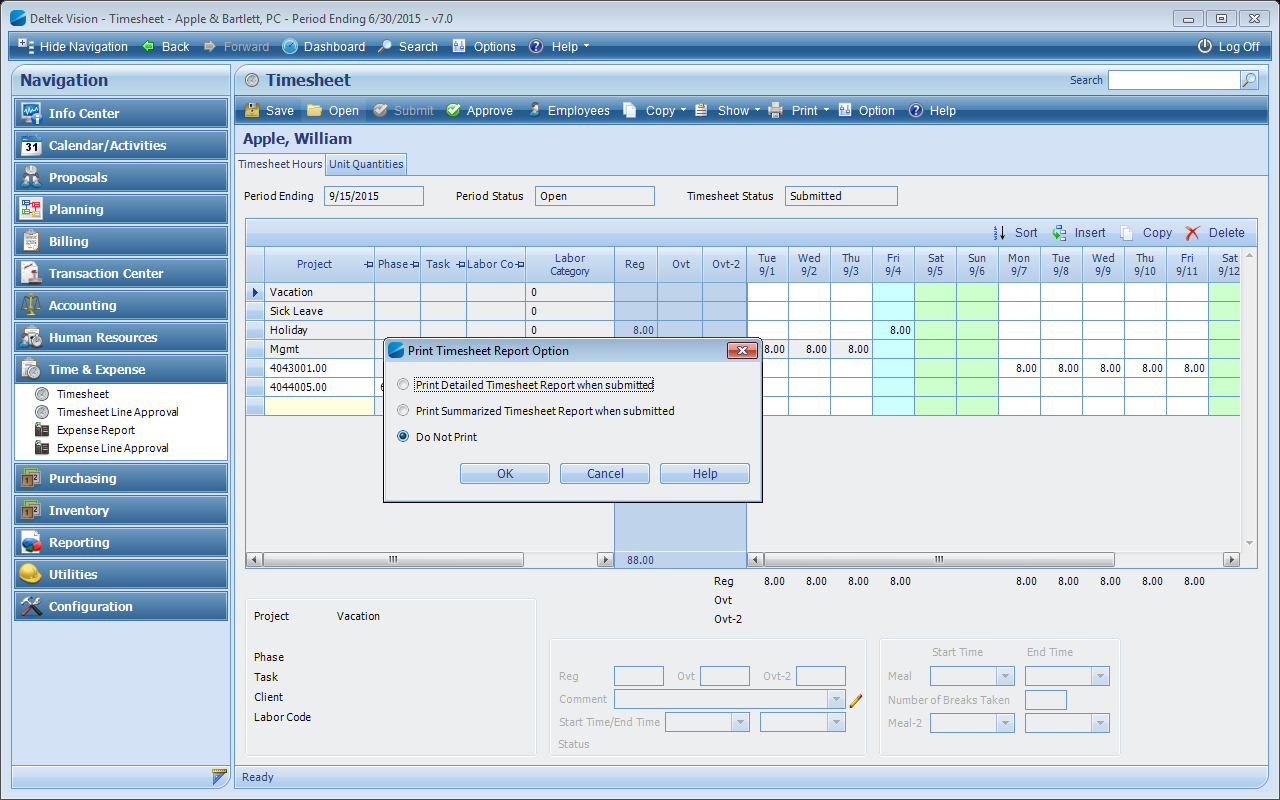 Deltek Vision - Timesheet - Apple & Bartlett, PC - Period Ending 6/30/2015 - v7.0
Hide Navigation Back Forward Dashboard Search Options Help Log Off
Navigation
Info Center
31 Calendar/Activities
Proposals
Planning
Billing
Transaction Center
Accounting
Human Resources
Time & Expense
Timesheet
Timesheet Line Approval
Expense Report
Expense Line Approval
Purchasing
Inventory
Reporting
Utilities
Configuration
Timesheet Search
Save Open Submit Approve Employees Copy Show Print Option Help
Apple, William
Timesheet Hours Unit Quantities
Period Ending 9/15/2015 Period Status Open Timesheet Status Submitted
Sort Insert Copy Delete
Project Phase Task Labor Co Labor Category Reg Ovt Ovt-2 Tue 9/1 Wed 9/2 Thu 9/3 Fri 9/4 Sat 9/5 Sun 9/6 Mon 9/7 Tue 9/8 Wed 9/9 Thu 9/10 Fri 9/11 Sat 9/12
Vacation 0
Sick Leave 0
Holiday 0 8.00 8.00
Mgmt 8.00 8.00 8.00
4043001.00 8.00 8.00 8.00 8.00 8.00
4044005.00
Print Timesheet Report Option
Print Detailed Timesheet Report when submitted
Print Summarized Timesheet Report when submitted
Do Not Print
OK Cancel Help
88.00
Reg 8.00 8.00 8.00 8.00 8.00 8.00 8.00 8.00 8.00
Ovt
Ovt-2
Project Vacation
Phase
Task
Client
Labor Code
Reg Ovt Ovt-2
Comment
Start Time/End Time
Status
Start Time End Time
Meal
Number of Breaks Taken
Meal-2
Ready